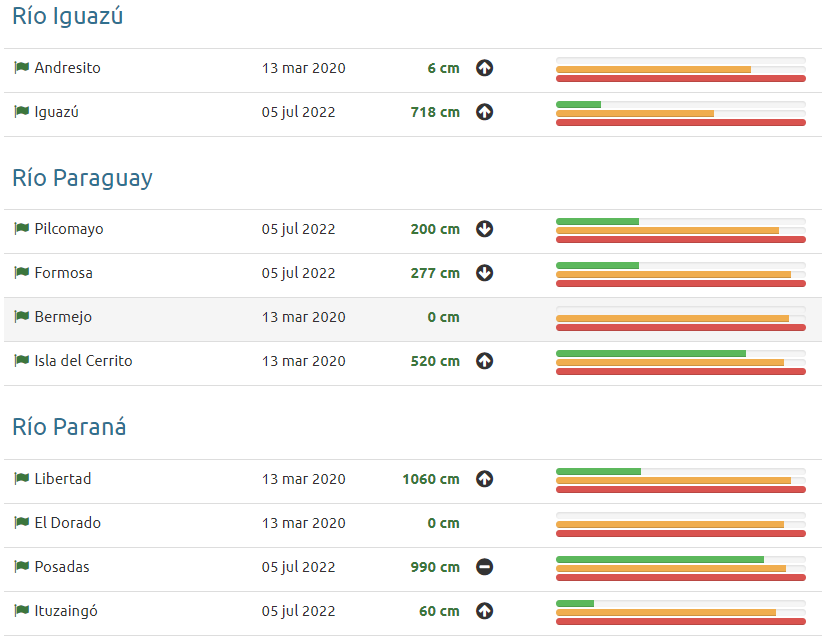 Río Iguazú
Andresito 13 mar 2020 6 cm
Iguazú 05 jul 2022 718 cm
Río Paraguay
Pilcomayo 05 jul 2022 200 cm
Formosa 05 jul 2022 277 cm
Bermejo 13 mar 2020 0 cm
Isla del Cerrito 13 mar 2020 520 cm
Río Paraná
Libertad 13 mar 2020 1060 cm
El Dorado 13 mar 2020 0 cm
Posadas 05 jul 2022 990 cm
Ituzaingó 05 jul 2022 60 cm